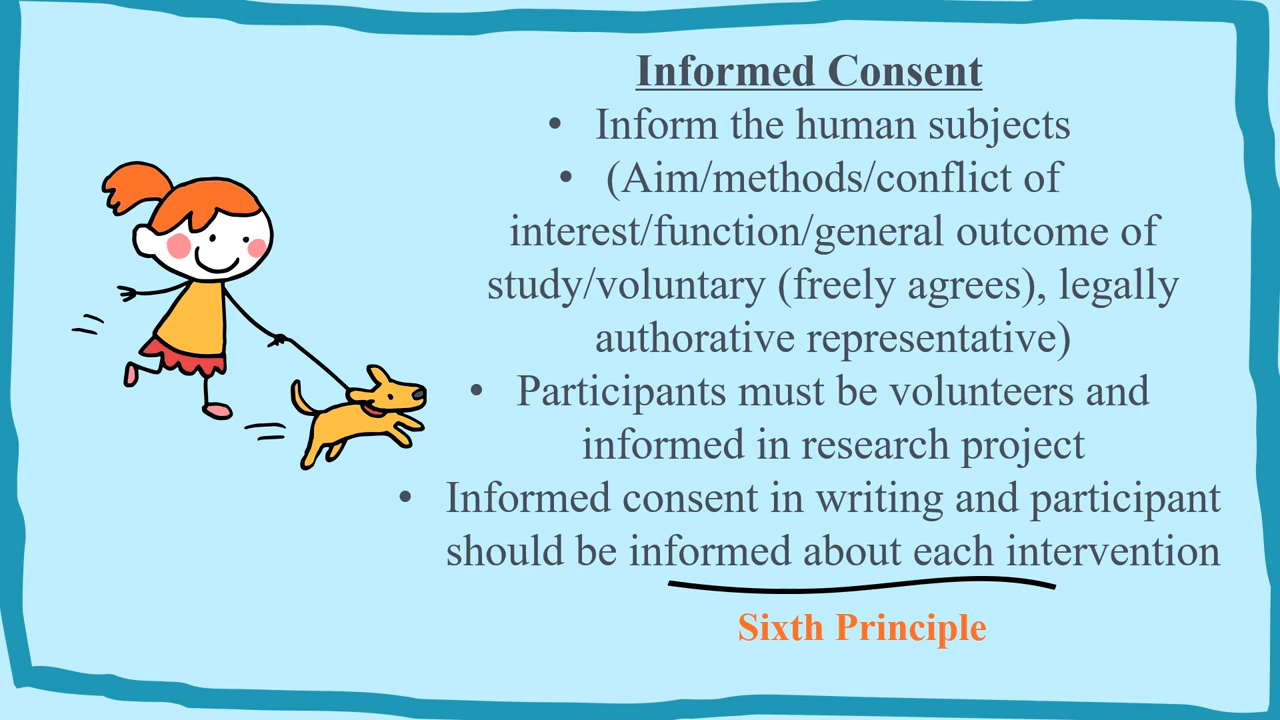 Informed Consent
• Inform the human subjects
• (Aim/methods/conflict of
interest/function/general outcome of
study/voluntary (freely agrees), legally
authorative representative)
• Participants must be volunteers and
informed in research project
• Informed consent in writing and participant
should be informed about each intervention
Sixth Principle